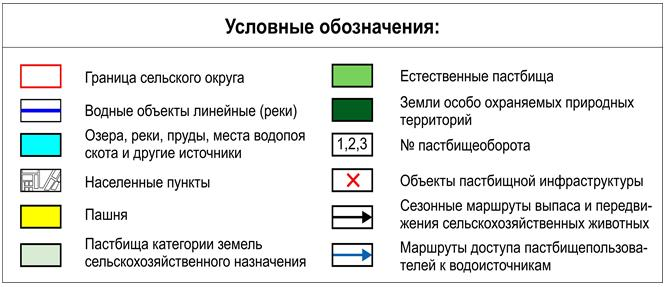 Условные обозначения:
Граница сельского округа
Водные объекты линейные (реки)
Озера, реки, пруды, места водопоя
скота и другие источники
Населенные пункты
Пашня
Пастбища категории земель
сельскохозяйственного назначения
Естественные пастбища
Земли особо охраняемых природных
территорий
1,2,3 № пастбищеоборота
Объекты пастбищной инфраструктуры
Сезонные маршруты выпаса и передви-
жения сельскохозяйственных животных
Маршруты доступа пастбищепользова-
телей к водоисточникам